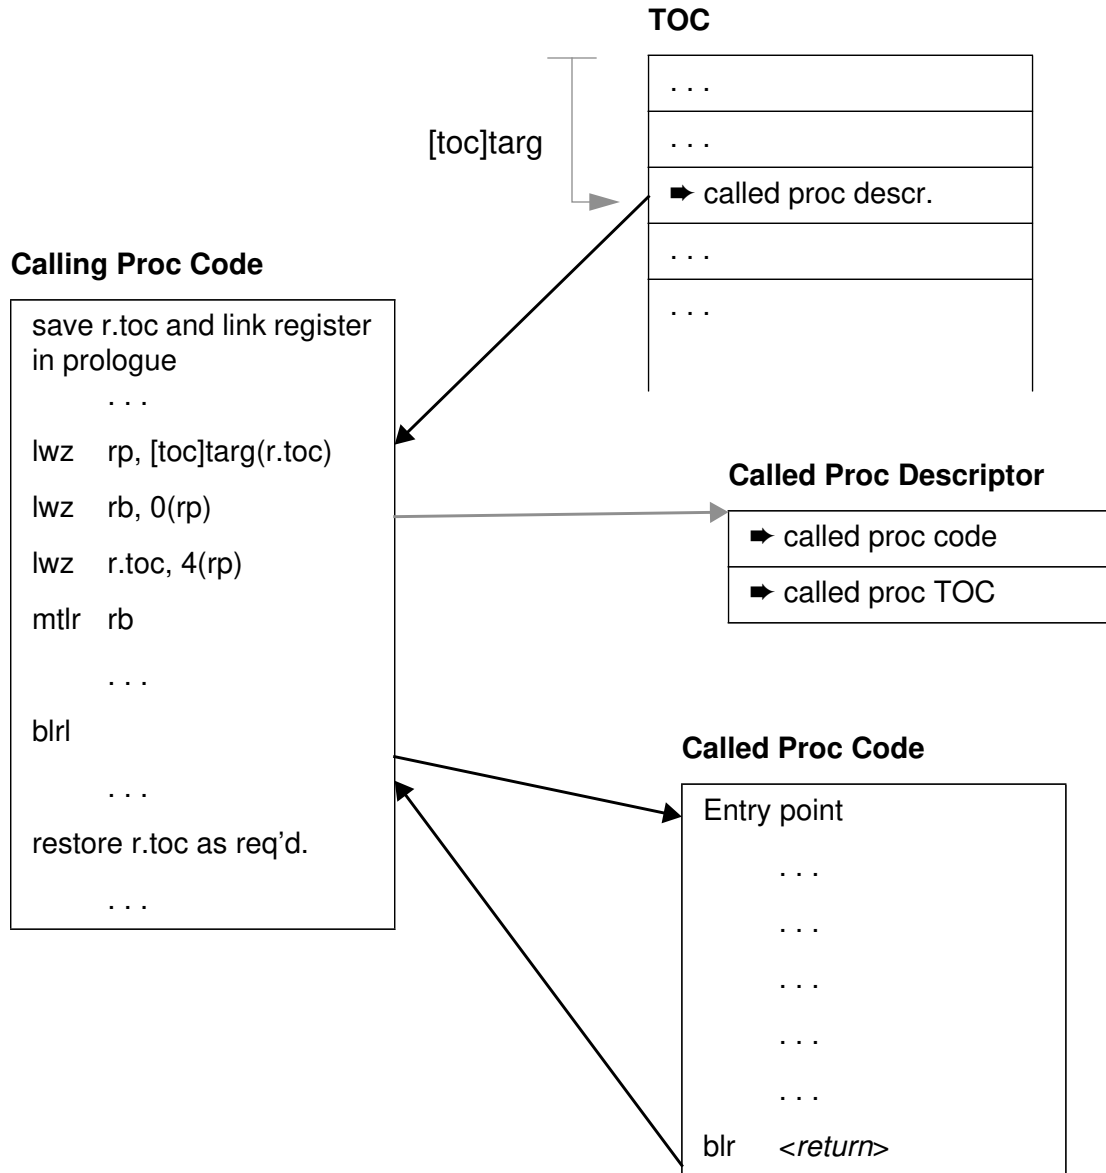 TOC
. . .
. . .
[toc]targ
➨ called proc descr.
. . .
. . .
Calling Proc Code
save r.toc and link register
in prologue
. . .
lwz rp, [toc]targ(r.toc)
lwz rb, 0(rp)
lwz r.toc, 4(rp)
mtlr rb
. . .
blrl
. . .
restore r.toc as req’d.
. . .
Called Proc Descriptor
➨ called proc code
➨ called proc TOC
Called Proc Code
Entry point
. . .
. . .
. . .
. . .
. . .
blr <return>